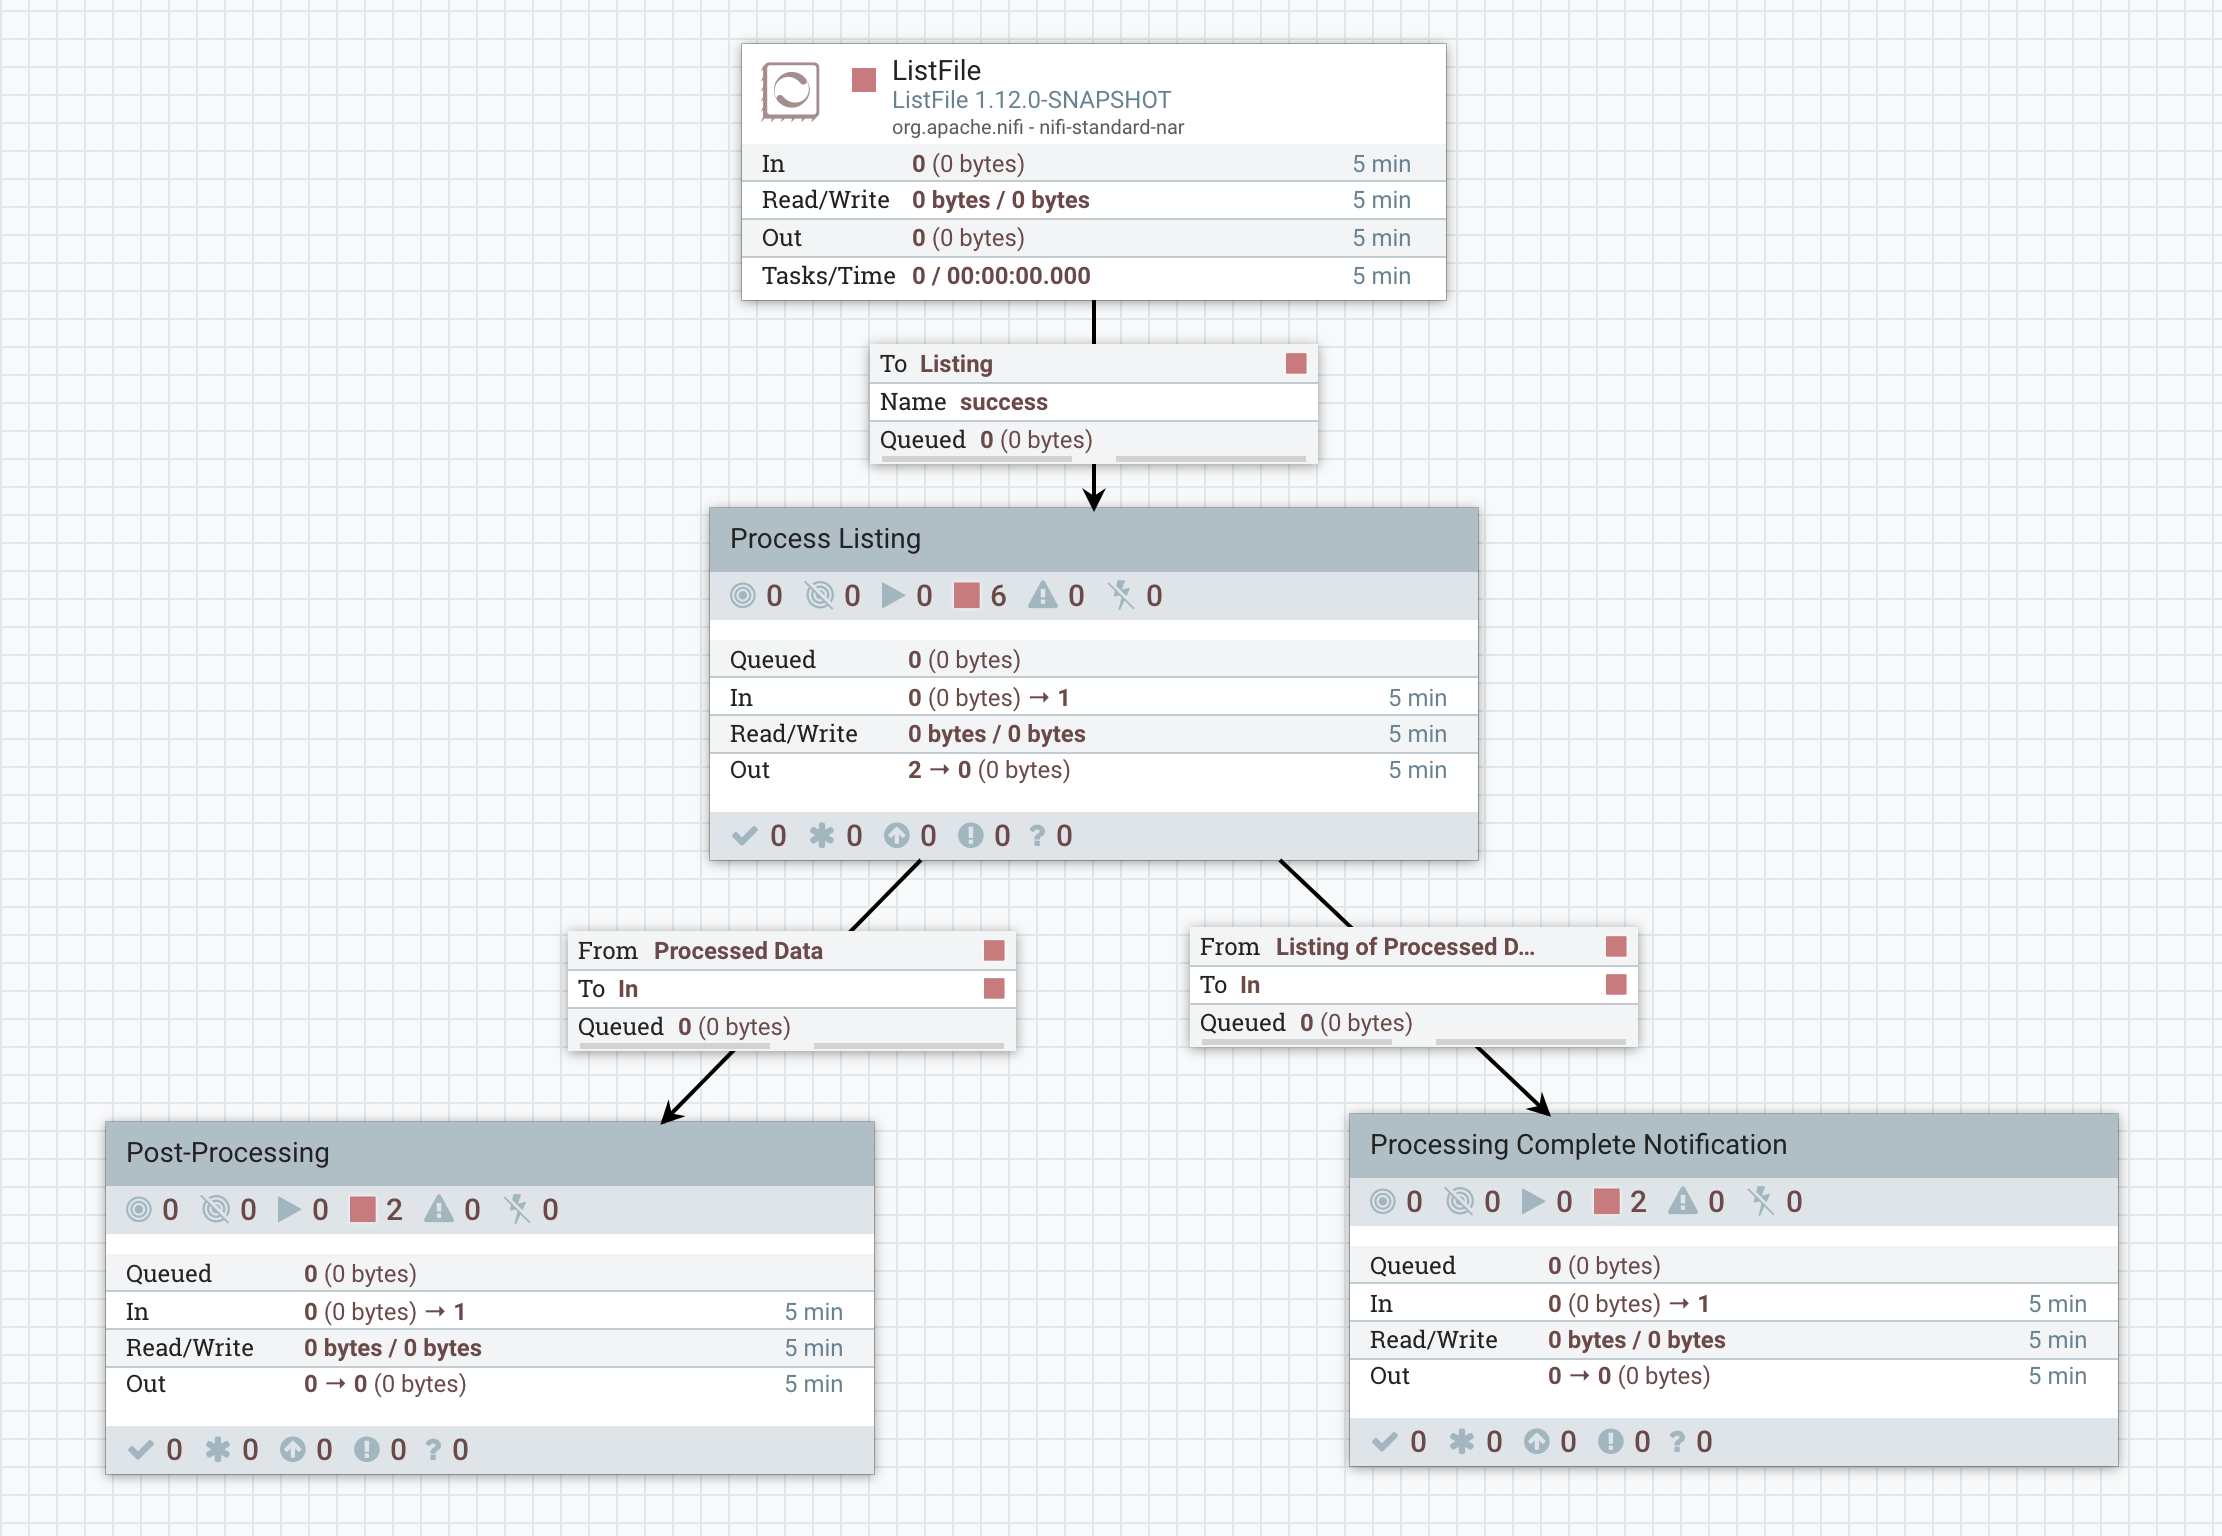 ListFile
ListFile 1.12.0-SNAPSHOT
org.apache.nifi - nifi-standard-nar
In 0 (0 bytes) 5 min
Read/Write 0 bytes / 0 bytes 5 min
Out 0 (0 bytes) 5 min
Tasks/Time 0 / 00:00:00.000 5 min
To Listing
Name success
Queued 0 (0 bytes)
Process Listing
0 0 0 6 0 0
Queued 0 (0 bytes)
In 0 (0 bytes) → 1 5 min
Read/Write 0 bytes / 0 bytes 5 min
Out 2 → 0 (0 bytes) 5 min
0 0 0 0 ? 0
From Processed Data
To In
Queued 0 (0 bytes)
From Listing of Processed D...
To In
Queued 0 (0 bytes)
Post-Processing
0 0 0 2 0 0
Queued 0 (0 bytes)
In 0 (0 bytes) → 1 5 min
Read/Write 0 bytes / 0 bytes 5 min
Out 0 → 0 (0 bytes) 5 min
0 0 0 0 ? 0
Processing Complete Notification
0 0 0 2 0 0
Queued 0 (0 bytes)
In 0 (0 bytes) → 1 5 min
Read/Write 0 bytes / 0 bytes 5 min
Out 0 → 0 (0 bytes) 5 min
0 0 0 0 ? 0